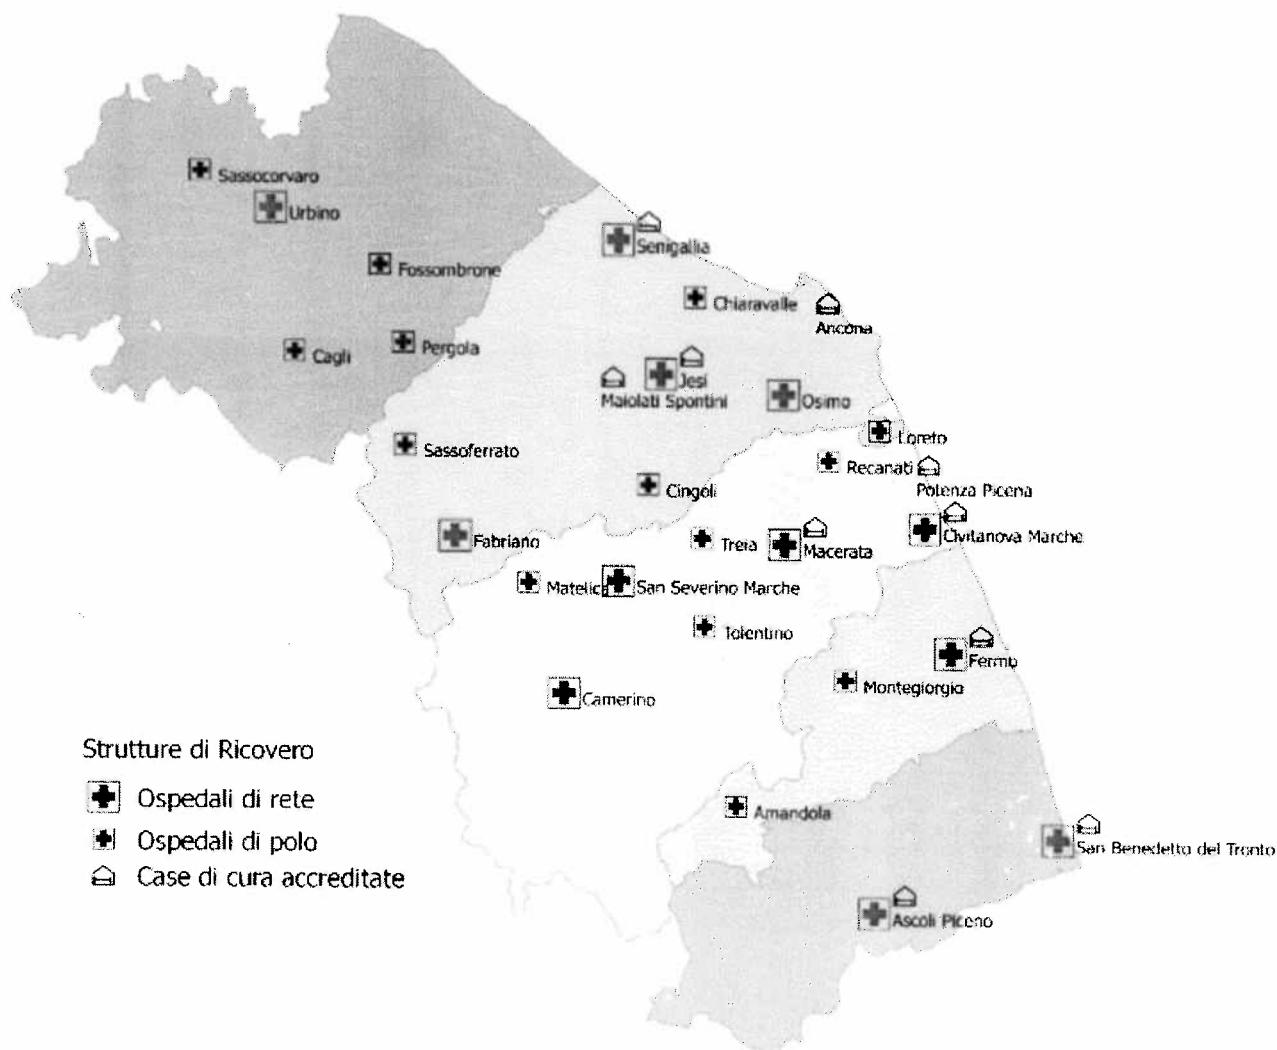 Sassocorvaro
Urbino
Senigallia
Fossombrone
Chiaravalle
Ancona
Pergola
Cagli
Jesi
Maiolati Spontini
Osimo
Loreto
Sassoferrato
Recanati
Potenza Picena
Cingoli
Fabriano
Treia
Macerata
Civitanova Marche
Matelica
San Severino Marche
Tolentino
Fermo
Montegiorgio
Camerino
Strutture di Ricovero
Ospedali di rete
Ospedali di polo
Case di cura accreditate
Amandola
San Benedetto del Tronto
Ascoli Piceno